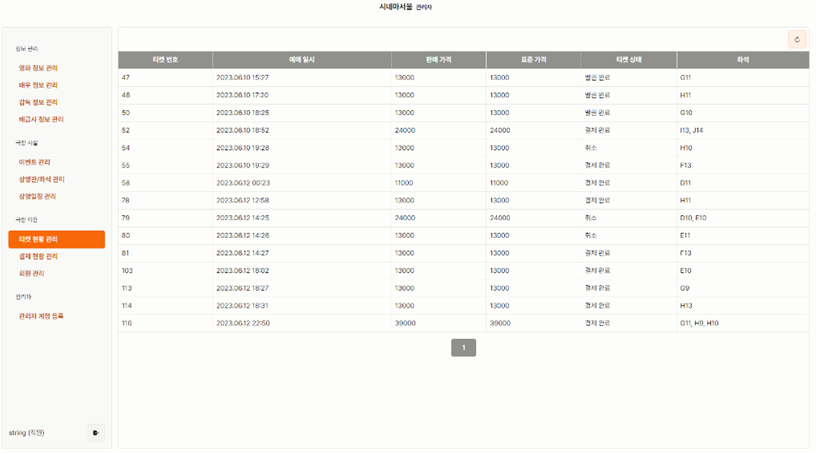 시네마서울 관리자
정보 관리
영화 정보 관리
배우 정보 관리
감독 정보 관리
배급사 정보 관리
극장 시설
이벤트 관리
상영관/좌석 관리
상영일정 관리
극장 이용
티켓 현황 관리
결제 현황 관리
회원 관리
관리자
관리자 계정 등록
string (직원)
티켓 번호 예매 일시 판매 가격 표준 가격 티켓 상태 좌석
47 2023.06.10 15:27 13000 13000 발권 완료 G11
48 2023.06.10 17:20 13000 13000 발권 완료 H11
50 2023.06.10 18:25 13000 13000 발권 완료 G10
52 2023.06.10 18:52 24000 24000 결제 완료 I13, J14
54 2023.06.10 19:28 13000 13000 취소 H10
55 2023.06.10 19:29 13000 13000 결제 완료 F13
58 2023.06.12 00:23 11000 11000 결제 완료 D11
78 2023.06.12 12:58 13000 13000 결제 완료 H11
79 2023.06.12 14:25 24000 24000 취소 D10, E10
80 2023.06.12 14:26 13000 13000 취소 E11
81 2023.06.12 14:27 13000 13000 결제 완료 F13
103 2023.06.12 18:02 13000 13000 결제 완료 E10
113 2023.06.12 18:27 13000 13000 결제 완료 G9
114 2023.06.12 18:31 13000 13000 결제 완료 H13
116 2023.06.12 22:50 39000 39000 결제 완료 G11, H9, H10
1